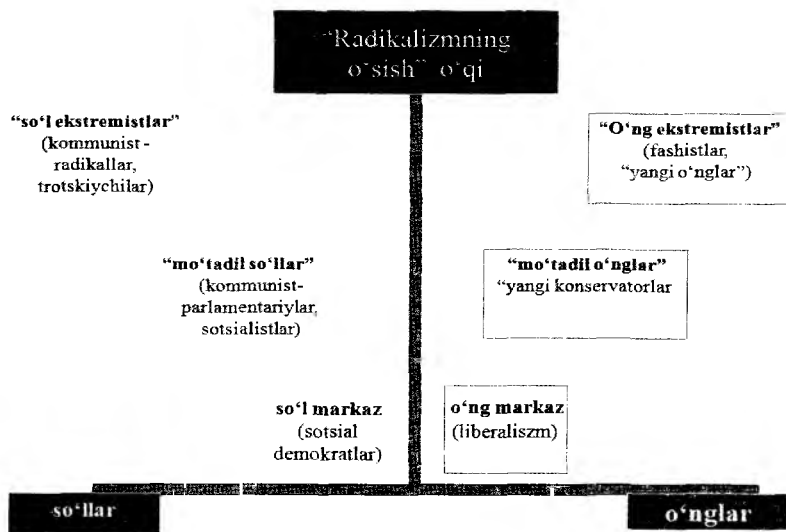 “Radikalizmning
o‘sish” o‘qi
“so‘l ekstremistlar”
(kommunist -
radikallar,
trotskiychilar)
“O‘ng ekstremistlar”
(fashistlar,
“yangi o‘nglar”)
“mo‘tadil so‘llar”
(kommunist-
parlamentariylar,
sotsialistlar)
“mo‘tadil o‘nglar”
“yangi konservatorlar
so‘l markaz
(sotsial
demokratlar)
o‘ng markaz
(liberaliszm)
so‘llar
o‘nglar